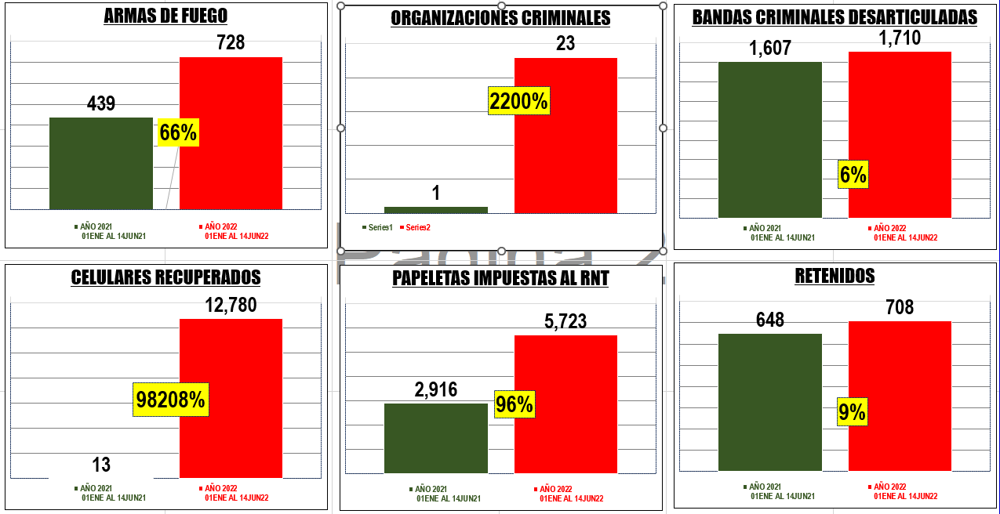 ARMAS DE FUEGO
728
439
66%
AÑO 2021
01ENE AL 14JUN21
AÑO 2022
01ENE AL 14JUN22
ORGANIZACIONES CRIMINALES
23
2200%
1
Series1
Series2
BANDAS CRIMINALES DESARTICULADAS
1,607
1,710
6%
AÑO 2021
01ENE AL 14JUN21
AÑO 2022
01ENE AL 14JUN22
Página 2
CELULARES RECUPERADOS
12,780
98208%
13
AÑO 2021
01ENE AL 14JUN21
AÑO 2022
01ENE AL 14JUN22
PAPELETAS IMPUESTAS AL RNT
5,723
2,916
96%
AÑO 2021
01ENE AL 14JUN21
AÑO 2022
01ENE AL 14JUN22
RETENIDOS
648
708
9%
AÑO 2021
01ENE AL 14JUN21
AÑO 2022
01ENE AL 14JUN22